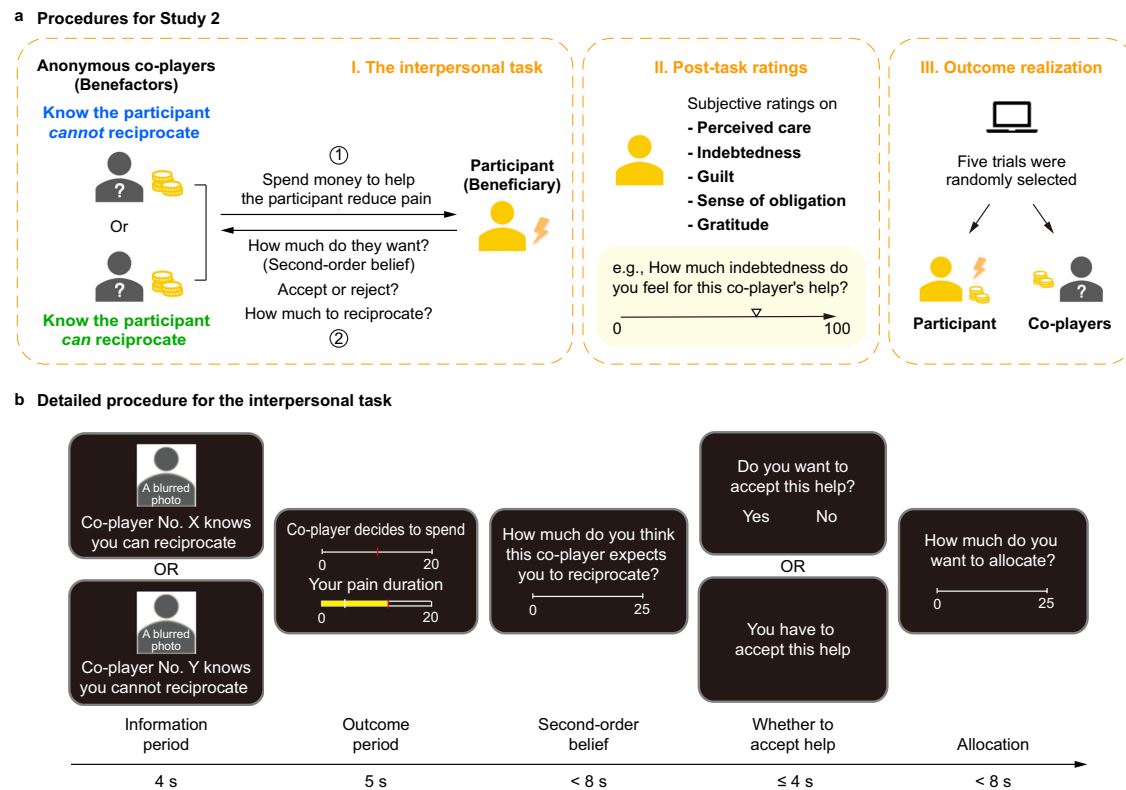 a Procedures for Study 2
Anonymous co-players
(Benefactors)
Know the participant
cannot reciprocate
?
Or
?
Know the participant
can reciprocate
I. The interpersonal task
①
Spend money to help
the participant reduce pain
How much do they want?
(Second-order belief)
Accept or reject?
How much to reciprocate?
②
Participant
(Beneficiary)
II. Post-task ratings
Subjective ratings on
- Perceived care
- Indebtedness
- Guilt
- Sense of obligation
- Gratitude
e.g., How much indebtedness do
you feel for this co-player's help?
0 100
III. Outcome realization
Five trials were
randomly selected
?
Participant Co-players
b Detailed procedure for the interpersonal task
A blurred
photo
Co-player No. X knows
you can reciprocate
OR
A blurred
photo
Co-player No. Y knows
you cannot reciprocate
Co-player decides to spend
0 20
Your pain duration
0 20
How much do you think
this co-player expects
you to reciprocate?
0 25
Do you want to
accept this help?
Yes No
OR
You have to
accept this help
How much do you
want to allocate?
0 25
Information
period
Outcome
period
Second-order
belief
Whether to
accept help
Allocation
4 s
5 s
< 8 s
≤ 4 s
< 8 s